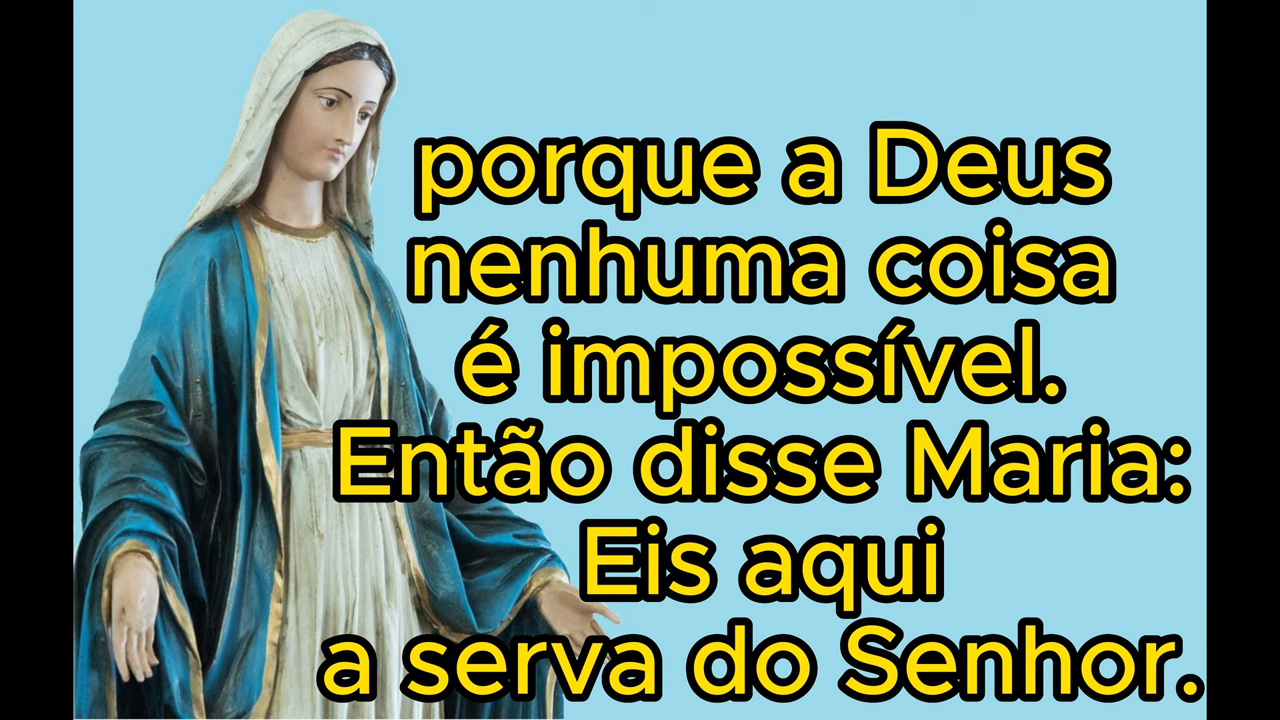 porque a Deus
nenhuma coisa
é impossível.
Então disse Maria:
Eis aqui
a serva do Senhor.